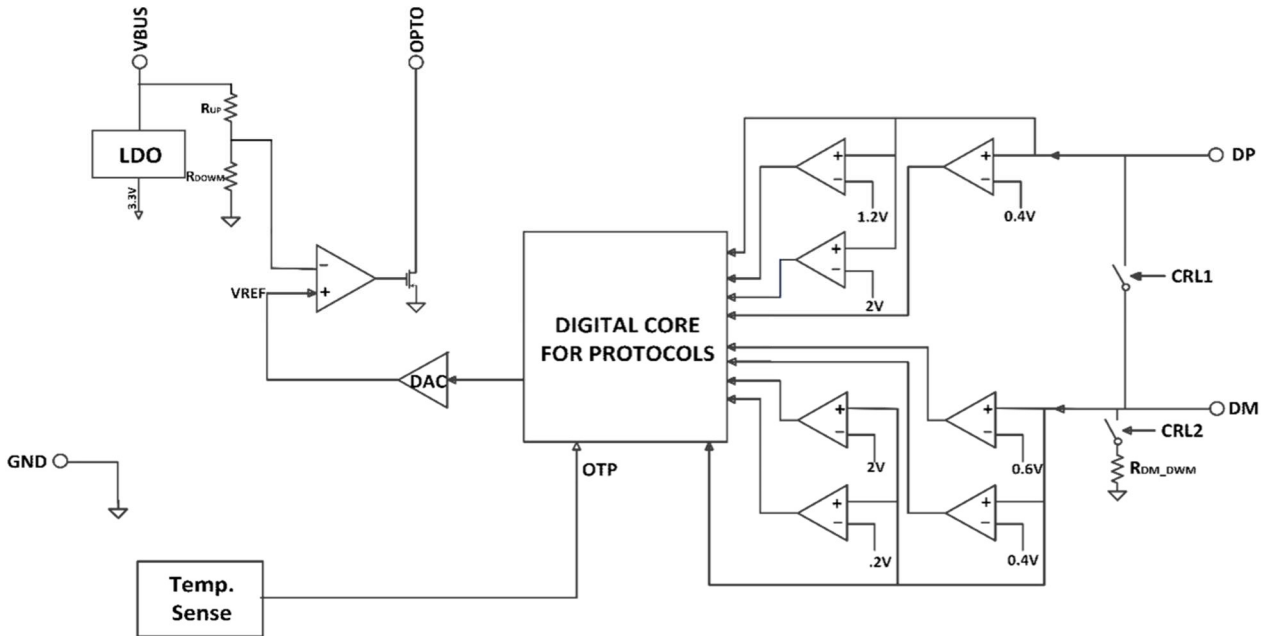 VBUS
OPTO
RUP
LDO
RDOWM
3.3V
+
−
DP
1.2V
0.4V
+
−
−
VREF
+
2V
CRL1
DIGITAL CORE
FOR PROTOCOLS
DAC
+
−
+
−
DM
CRL2
2V
0.6V
RDM_DWM
GND
OTP
+
−
+
−
.2V
0.4V
Temp.
Sense